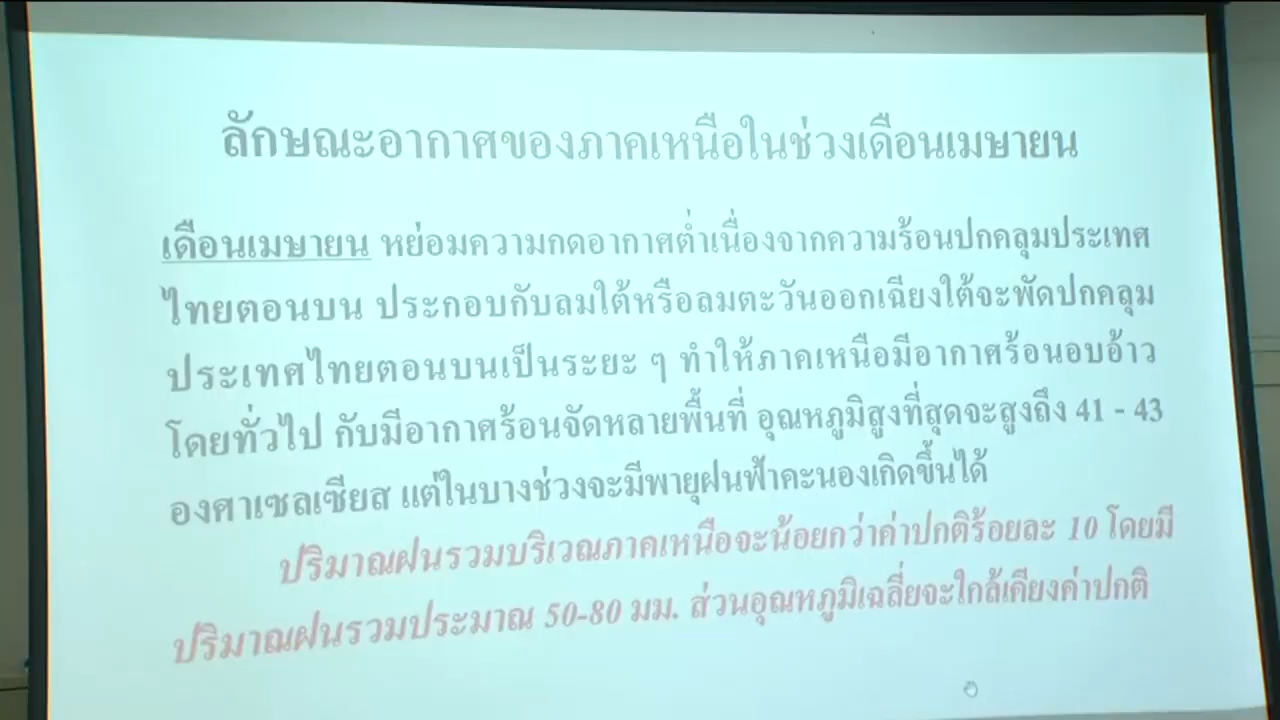 ลักษณะอากาศของภาคเหนือในช่วงเดือนเมษายน
เดือนเมษายน หย่อมความกดอากาศต่ำเนื่องจากความร้อนปกคลุมประเทศ
ไทยตอนบน ประกอบกับลมใต้หรือลมตะวันออกเฉียงใต้จะพัดปกคลุม
ประเทศไทยตอนบนเป็นระยะ ๆ ทำให้ภาคเหนือมีอากาศร้อนอบอ้าว
โดยทั่วไป กับมีอากาศร้อนจัดหลายพื้นที่ อุณหภูมิสูงที่สุดจะสูงถึง 41 - 43
องศาเซลเซียส แต่ในบางช่วงจะมีพายุฝนฟ้าคะนองเกิดขึ้นได้
ปริมาณฝนรวมบริเวณภาคเหนือจะน้อยกว่าค่าปกติร้อยละ 10 โดยมี
ปริมาณฝนรวมประมาณ 50-80 มม. ส่วนอุณหภูมิเฉลี่ยจะใกล้เคียงค่าปกติ